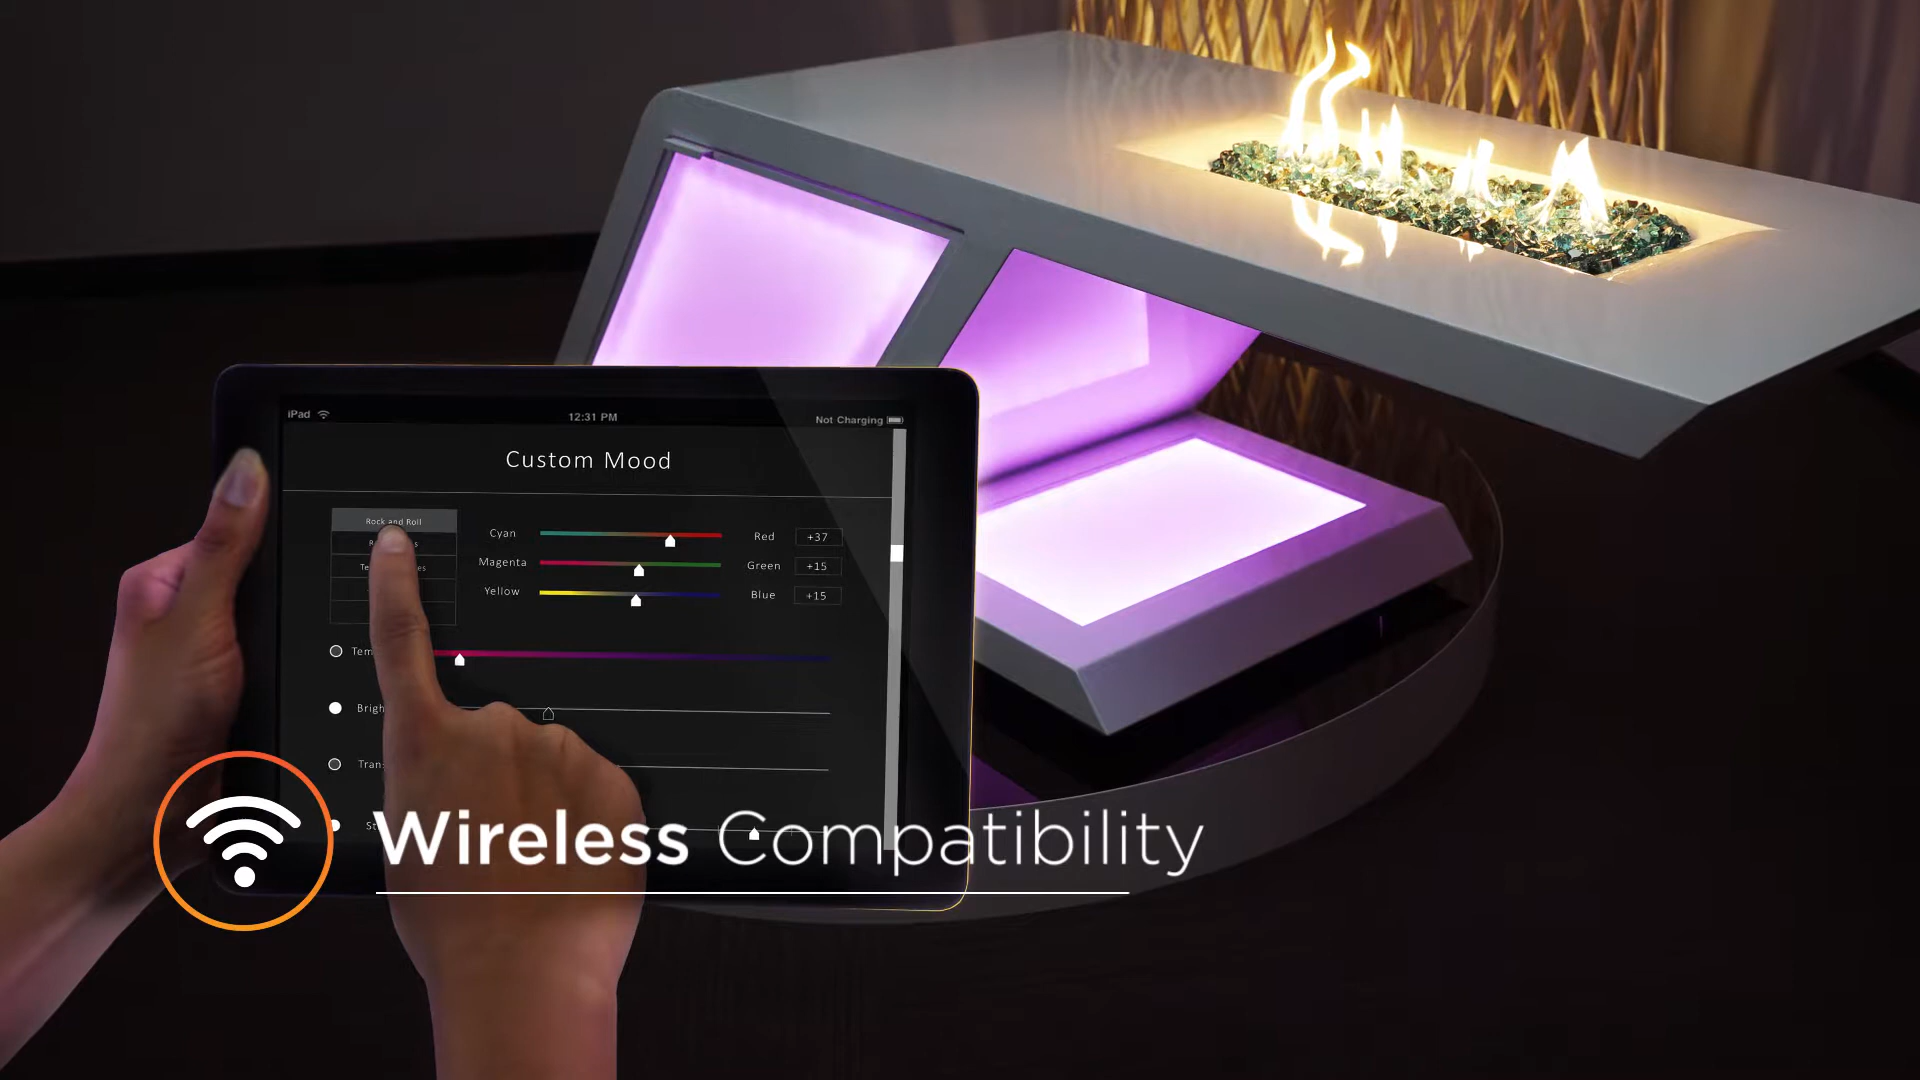 iPad 12:31 PM Not Charging
Custom Mood
Rock and Roll
Cyan Red +37
Magenta Green +15
Yellow Blue +15
Wireless Compatibility